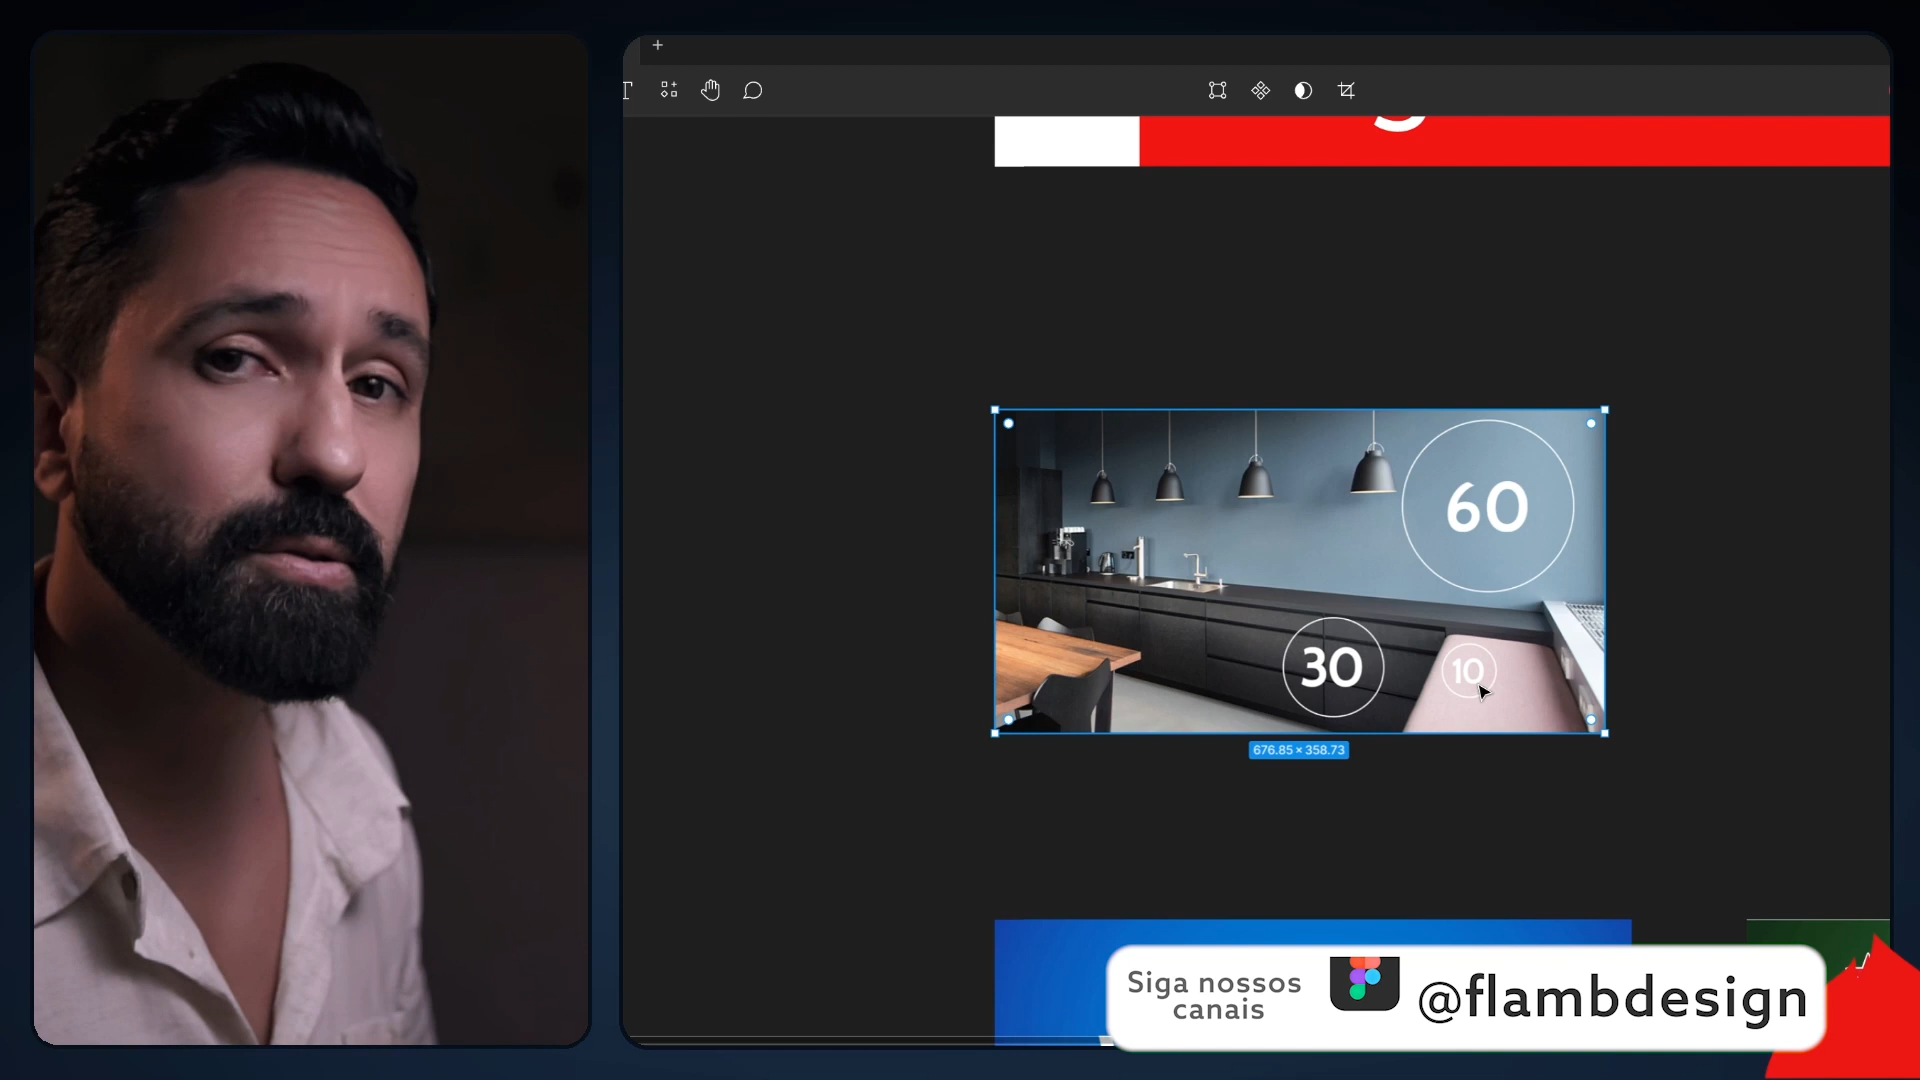 60
30
10
676.85 × 358.73
Siga nossos
canais
@flambdesign